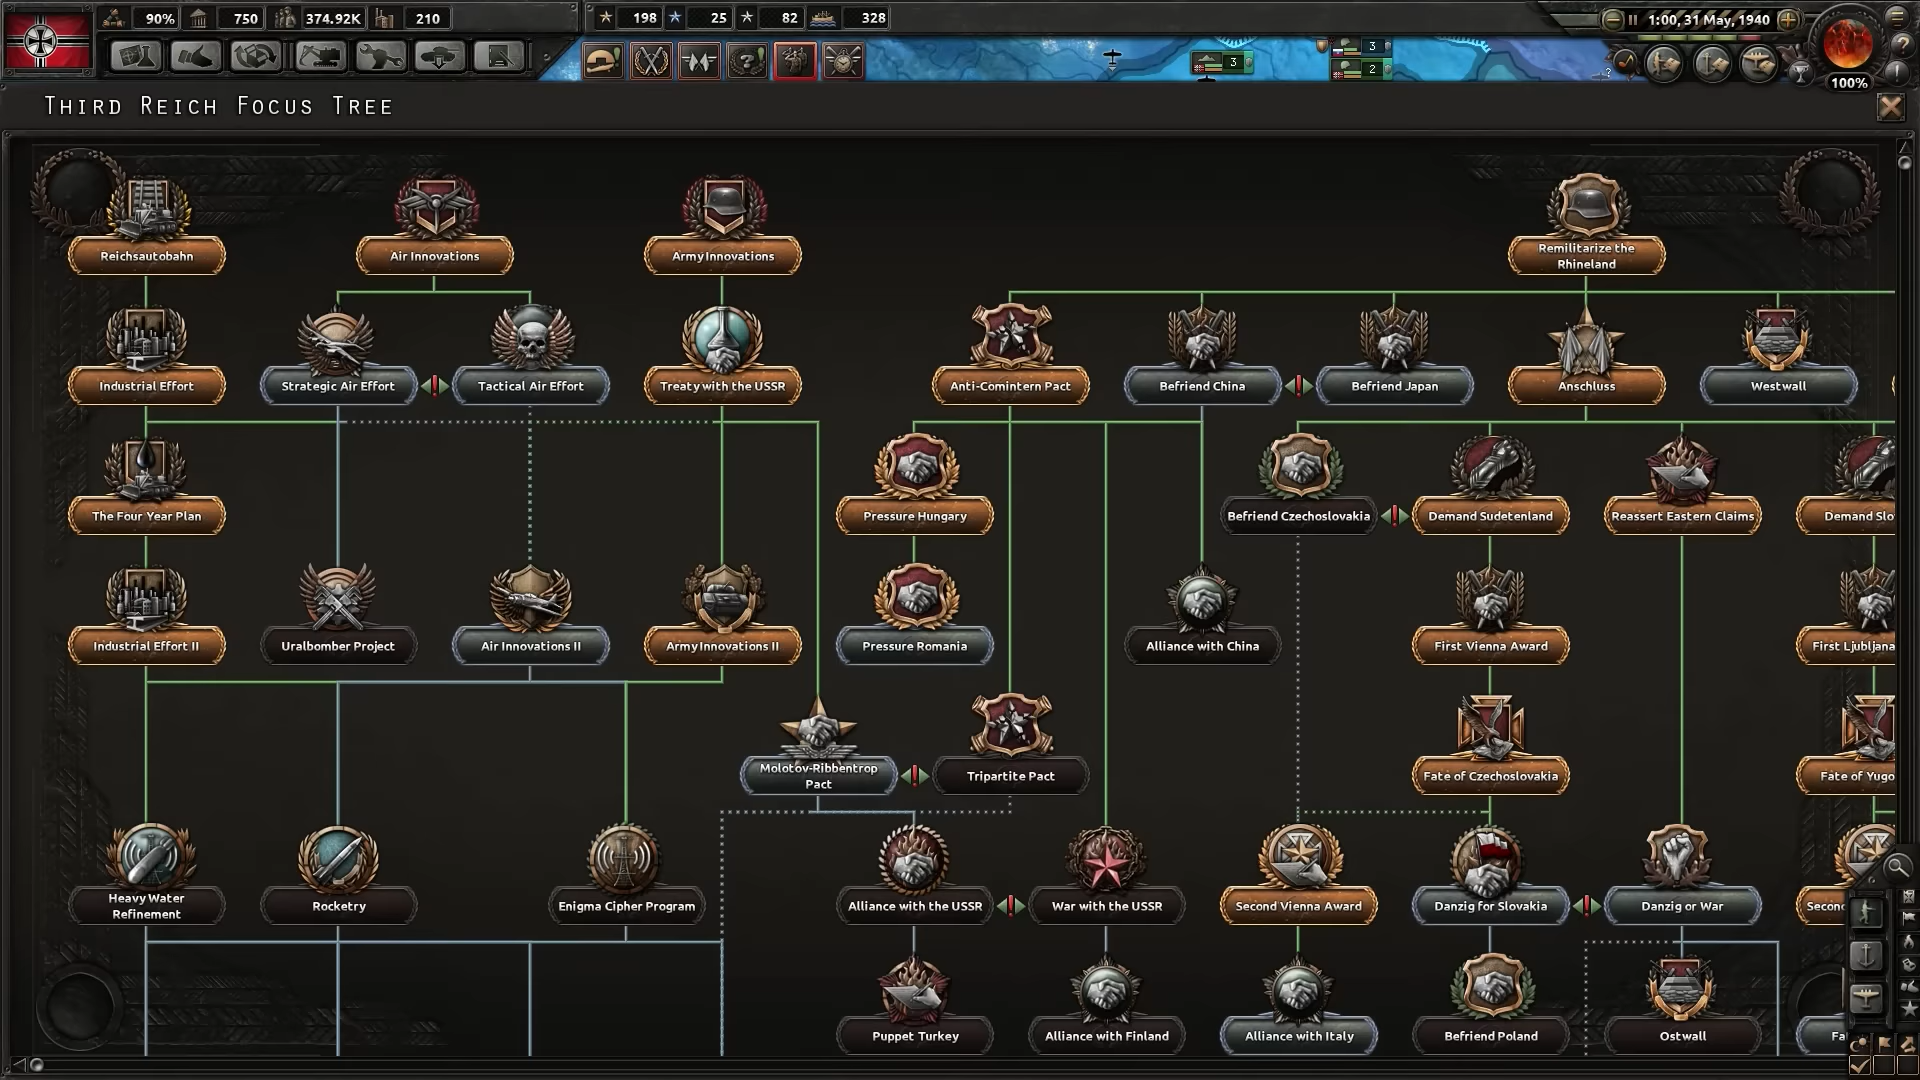 90%
750
374.92K
210
198
25
82
328
3
3
2
1:00, 31 May, 1940
100%
Third Reich Focus Tree
Reichsautobahn
Air Innovations
Army Innovations
Remilitarize the
Rhineland
Industrial Effort
Strategic Air Effort
Tactical Air Effort
Treaty with the USSR
Anti-Comintern Pact
Befriend China
Befriend Japan
Anschluss
Westwall
The Four Year Plan
Pressure Hungary
Befriend Czechoslovakia
Demand Sudetenland
Reassert Eastern Claims
Demand Slo
Industrial Effort II
Uralbomber Project
Air Innovations II
Army Innovations II
Pressure Romania
Alliance with China
First Vienna Award
First Ljubljana
Molotov-Ribbentrop
Pact
Tripartite Pact
Fate of Czechoslovakia
Fate of Yugo
Heavy Water
Refinement
Rocketry
Enigma Cipher Program
Alliance with the USSR
War with the USSR
Second Vienna Award
Danzig for Slovakia
Danzig or War
Secon
Puppet Turkey
Alliance with Finland
Alliance with Italy
Befriend Poland
Ostwall
Fa